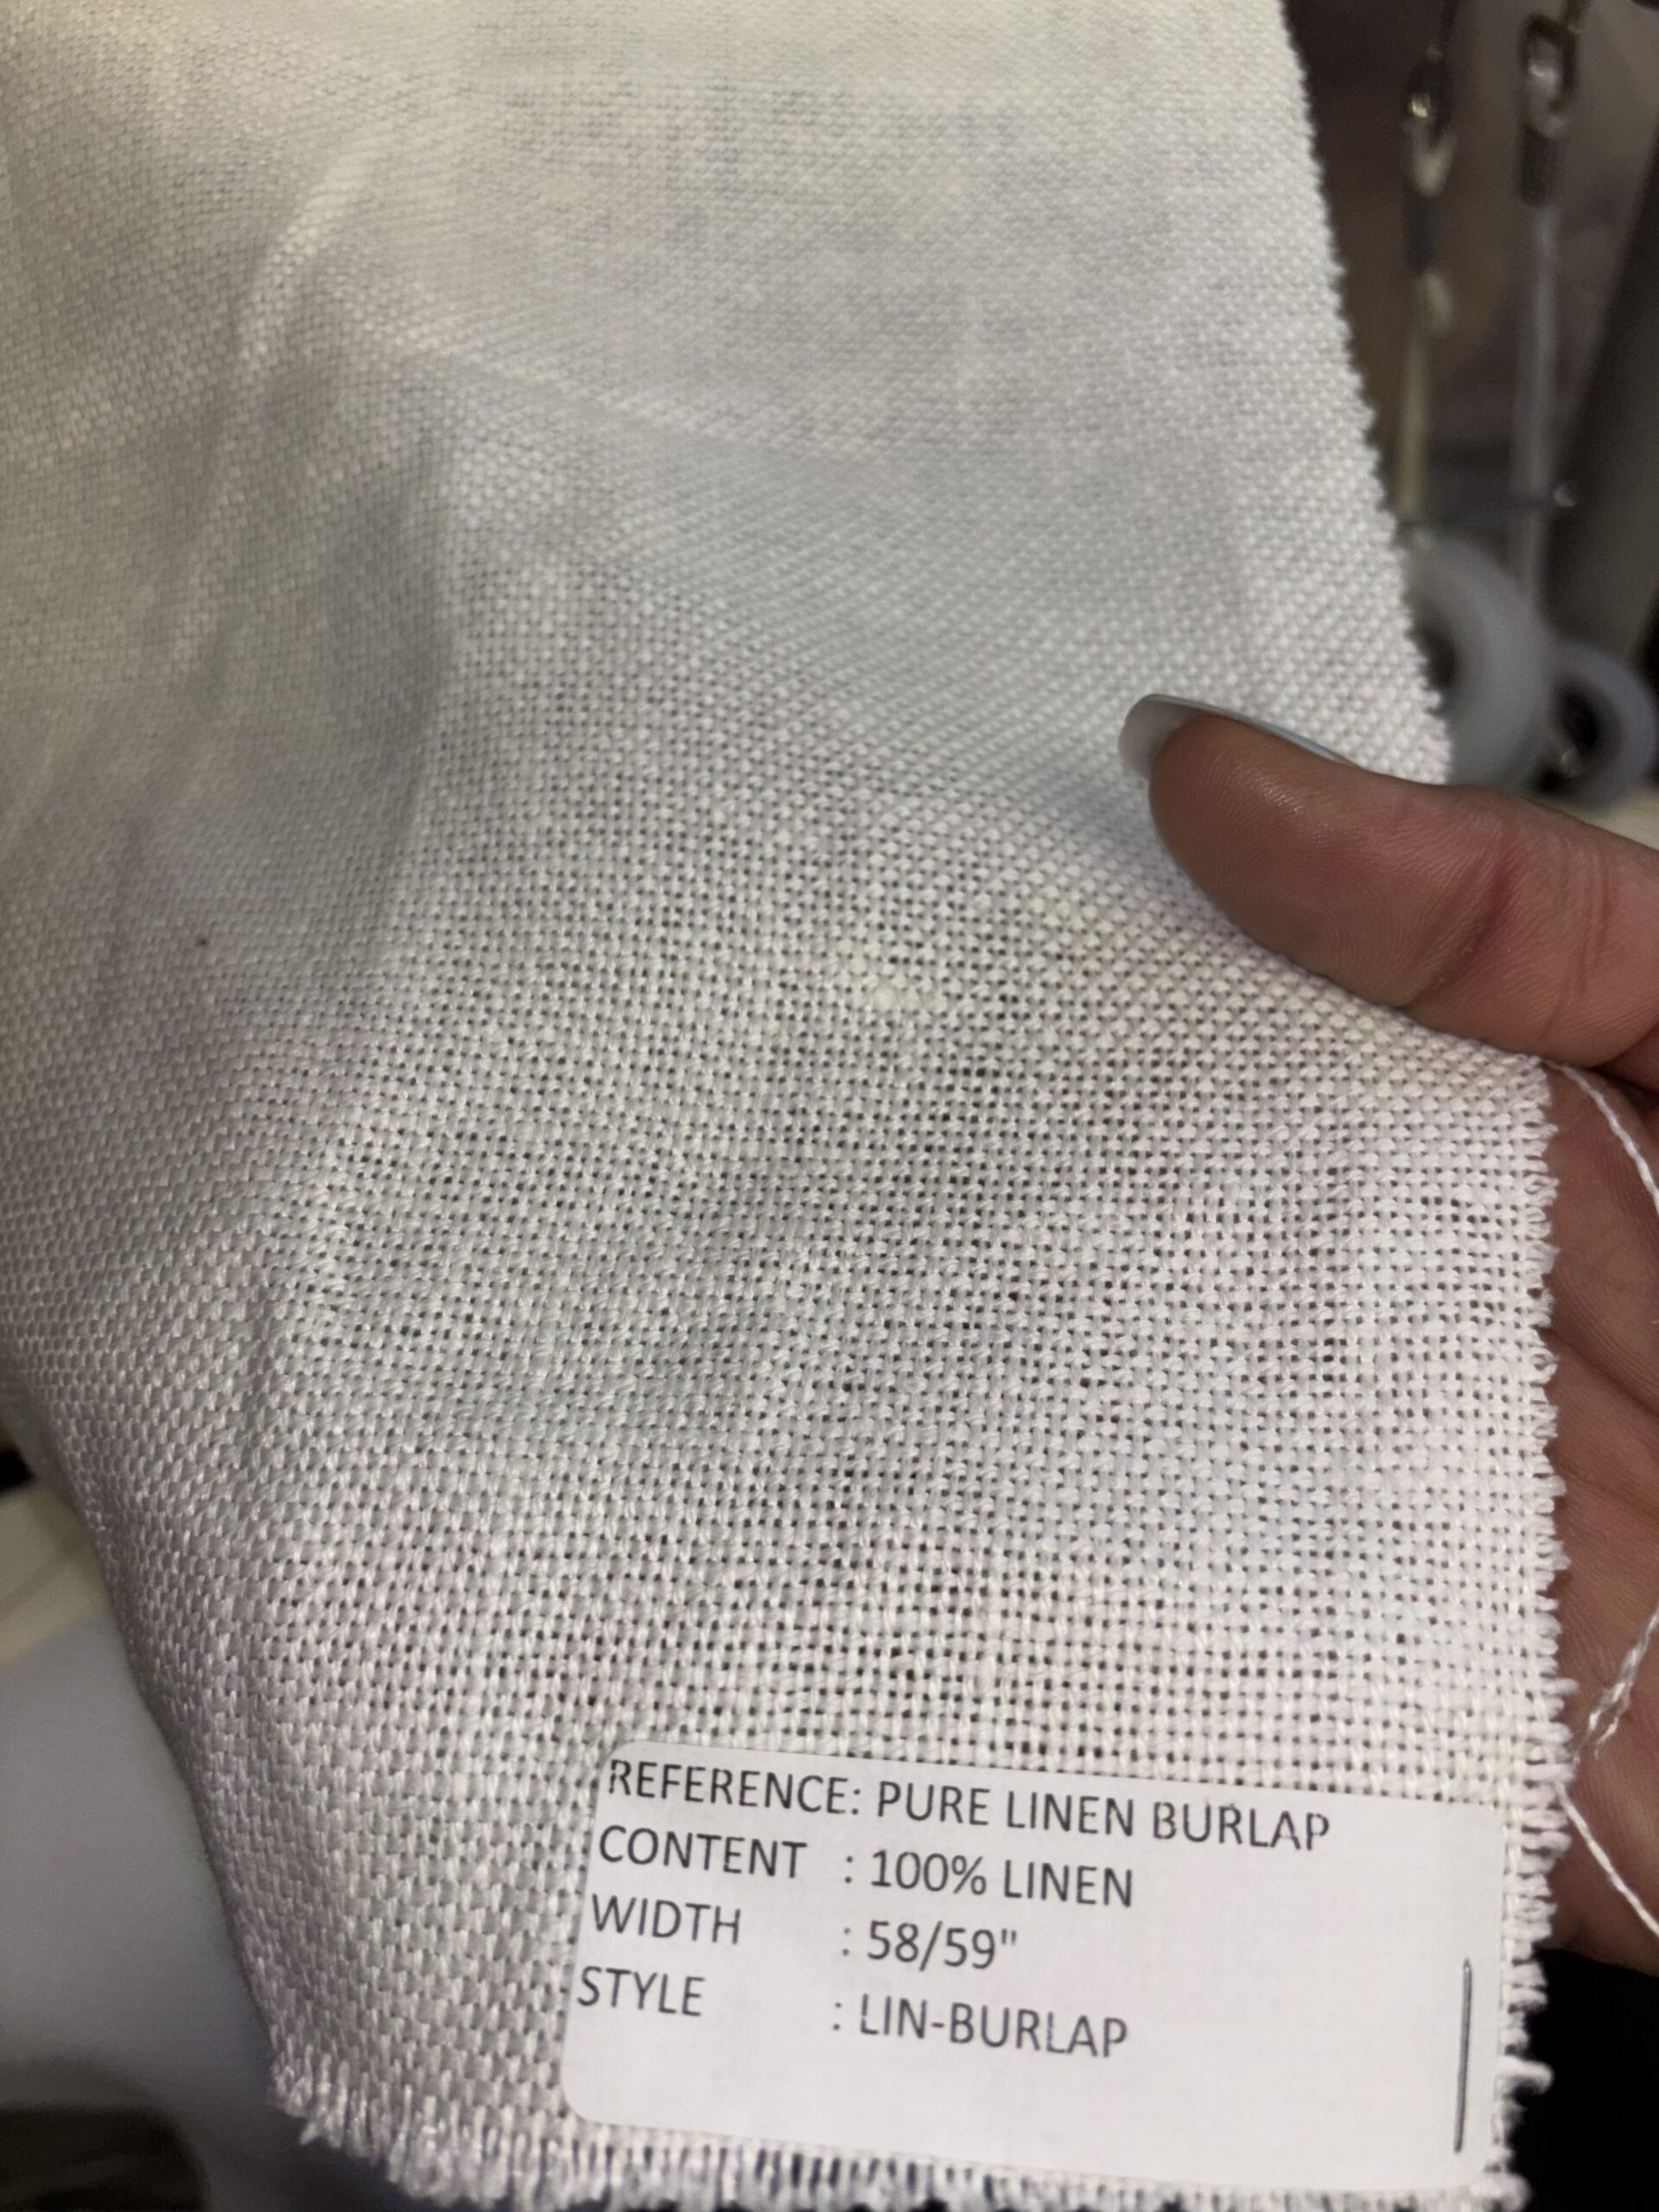 REFERENCE: PURE LINEN BURLAP
CONTENT : 100% LINEN
WIDTH : 58/59"
STYLE : LIN-BURLAP